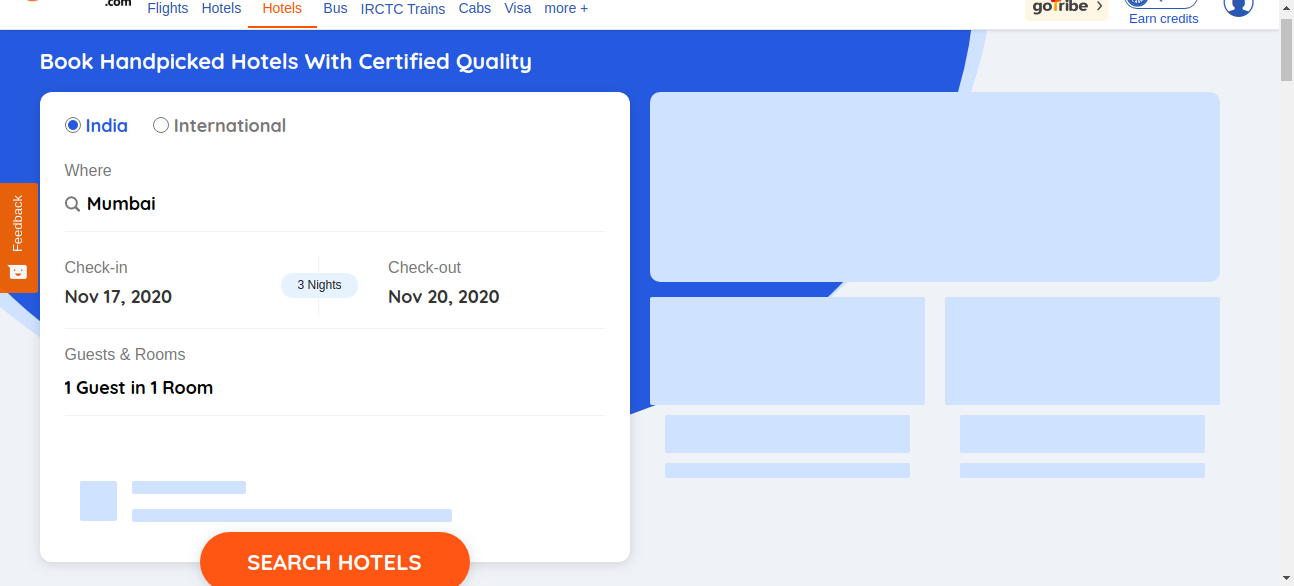 .com
Flights Hotels Hotels Bus IRCTC Trains Cabs Visa more +
goTribe
Earn credits
Book Handpicked Hotels With Certified Quality
India International
Where
Mumbai
Check-in
Nov 17, 2020
3 Nights
Check-out
Nov 20, 2020
Guests & Rooms
1 Guest in 1 Room
SEARCH HOTELS
Feedback